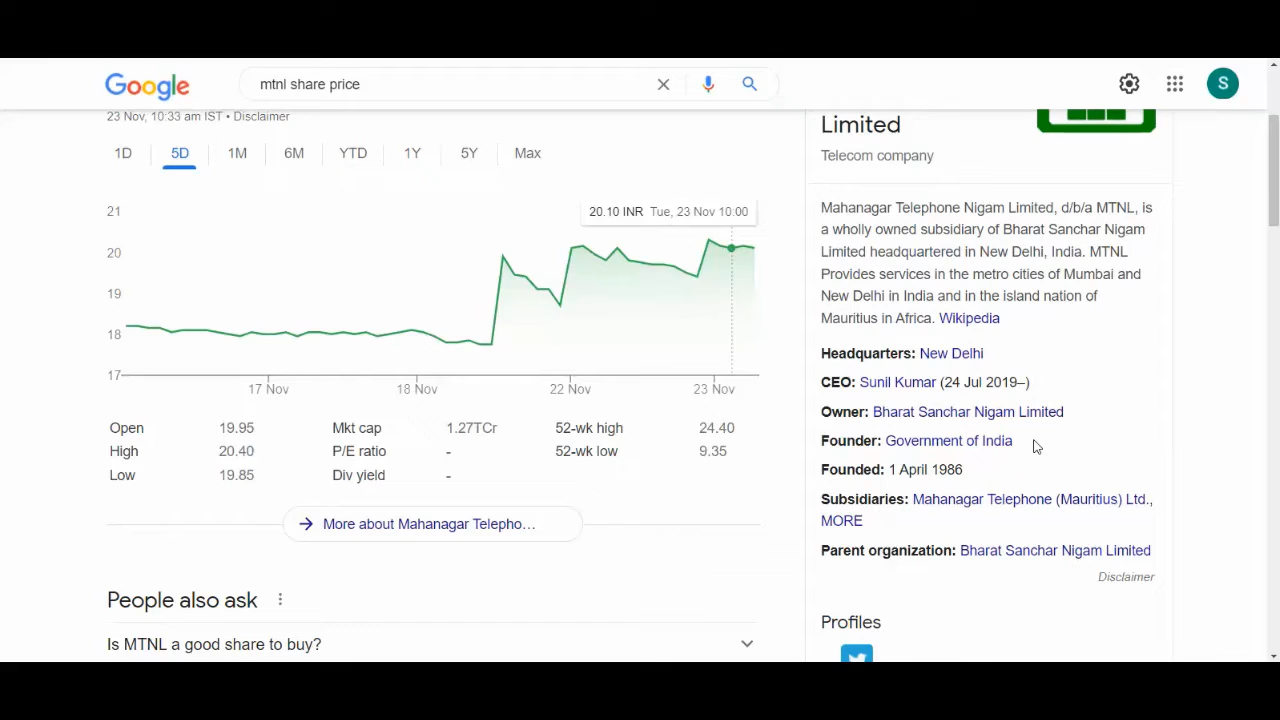 Google
mtnl share price
S
23 Nov, 10:33 am IST • Disclaimer
1D 5D 1M 6M YTD 1Y 5Y Max
20.10 INR Tue, 23 Nov 10:00
21
20
19
18
17
17 Nov 18 Nov 22 Nov 23 Nov
Open 19.95 Mkt cap 1.27TCr 52-wk high 24.40
High 20.40 P/E ratio - 52-wk low 9.35
Low 19.85 Div yield -
More about Mahanagar Telepho…
People also ask
Is MTNL a good share to buy?
Limited
Telecom company
Mahanagar Telephone Nigam Limited, d/b/a MTNL, is
a wholly owned subsidiary of Bharat Sanchar Nigam
Limited headquartered in New Delhi, India. MTNL
Provides services in the metro cities of Mumbai and
New Delhi in India and in the island nation of
Mauritius in Africa. Wikipedia
Headquarters: New Delhi
CEO: Sunil Kumar (24 Jul 2019–)
Owner: Bharat Sanchar Nigam Limited
Founder: Government of India
Founded: 1 April 1986
Subsidiaries: Mahanagar Telephone (Mauritius) Ltd.,
MORE
Parent organization: Bharat Sanchar Nigam Limited
Disclaimer
Profiles